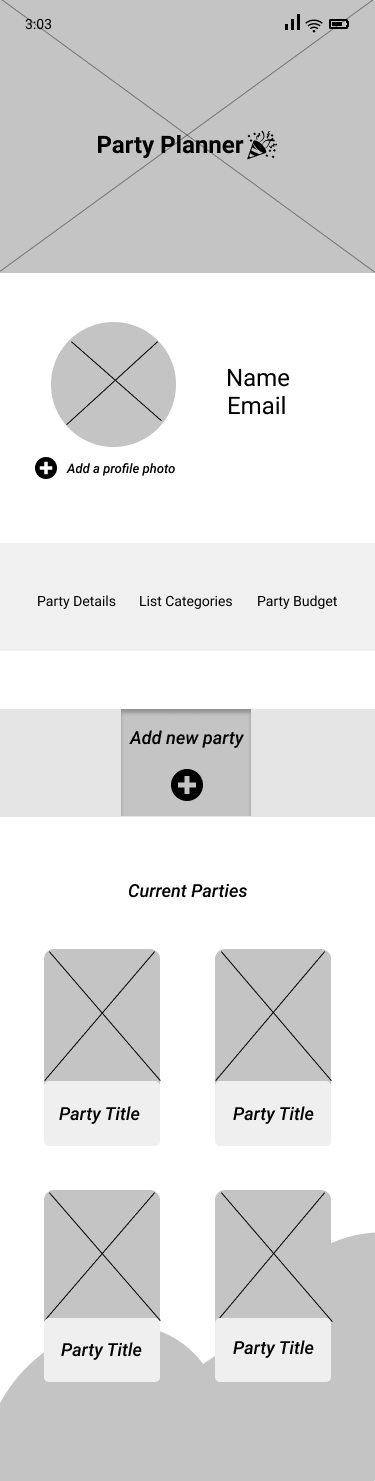 3:03
Party Planner
Name
Email
Add a profile photo
Party Details List Categories Party Budget
Add new party
Current Parties
Party Title Party Title
Party Title Party Title